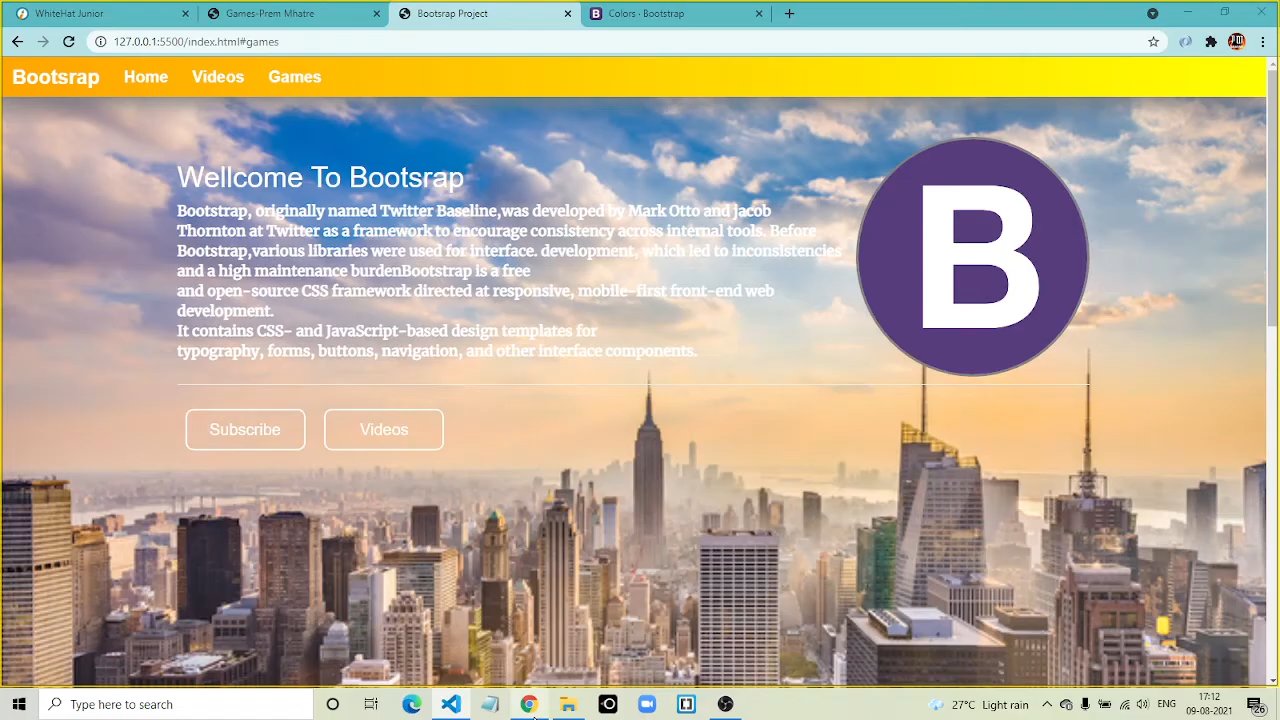 WhiteHat Junior
Games-Prem Mhatre
Bootsrap Project
Colors · Bootstrap
127.0.0.1:5500/index.html#games
Bootsrap Home Videos Games
Wellcome To Bootsrap
Bootstrap, originally named Twitter Baseline,was developed by Mark Otto and Jacob
Thornton at Twitter as a framework to encourage consistency across internal tools. Before
Bootstrap,various libraries were used for interface. development, which led to inconsistencies
and a high maintenance burdenBootstrap is a free
and open-source CSS framework directed at responsive, mobile-first front-end web
development.
It contains CSS- and JavaScript-based design templates for
typography, forms, buttons, navigation, and other interface components.
B
Subscribe Videos
Type here to search
27°C Light rain
17:12
09-08-2021
26